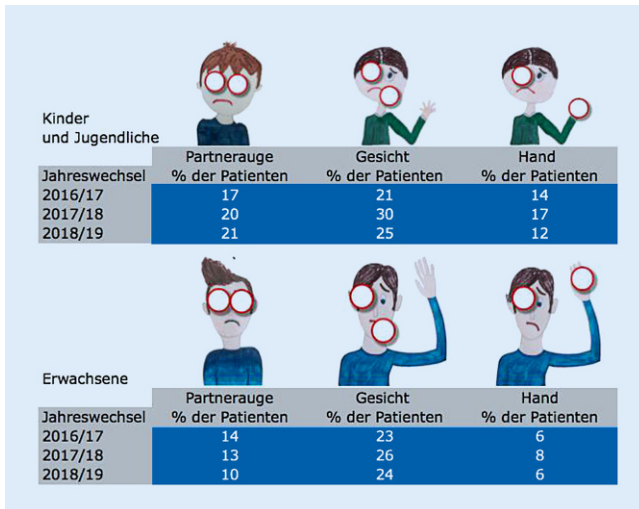 Kinder
und Jugendliche
Partnerauge Gesicht Hand
Jahreswechsel % der Patienten % der Patienten % der Patienten
2016/17 17 21 14
2017/18 20 30 17
2018/19 21 25 12
Erwachsene
Partnerauge Gesicht Hand
Jahreswechsel % der Patienten % der Patienten % der Patienten
2016/17 14 23 6
2017/18 13 26 8
2018/19 10 24 6